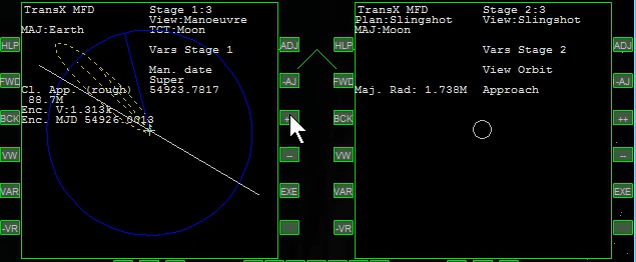 TransX MFD Stage 1:3
View:Manoeuvre
MAJ:Earth TCT:Moon
Vars Stage 1
Man. date
Super
Cl. App. (rough) 54923.7817
88.7M
Enc. V:1.313k
Enc. MJD 54926.0013
HLP
FWD
BCK
VW
VAR
-VR
ADJ
-AJ
--
EXE
TransX MFD Stage 2:3
Plan:Slingshot View:Slingshot
MAJ:Moon
Vars Stage 2
View Orbit
Maj. Rad: 1.738M Approach
HLP
FWD
BCK
VW
VAR
-VR
ADJ
-AJ
++
--
EXE